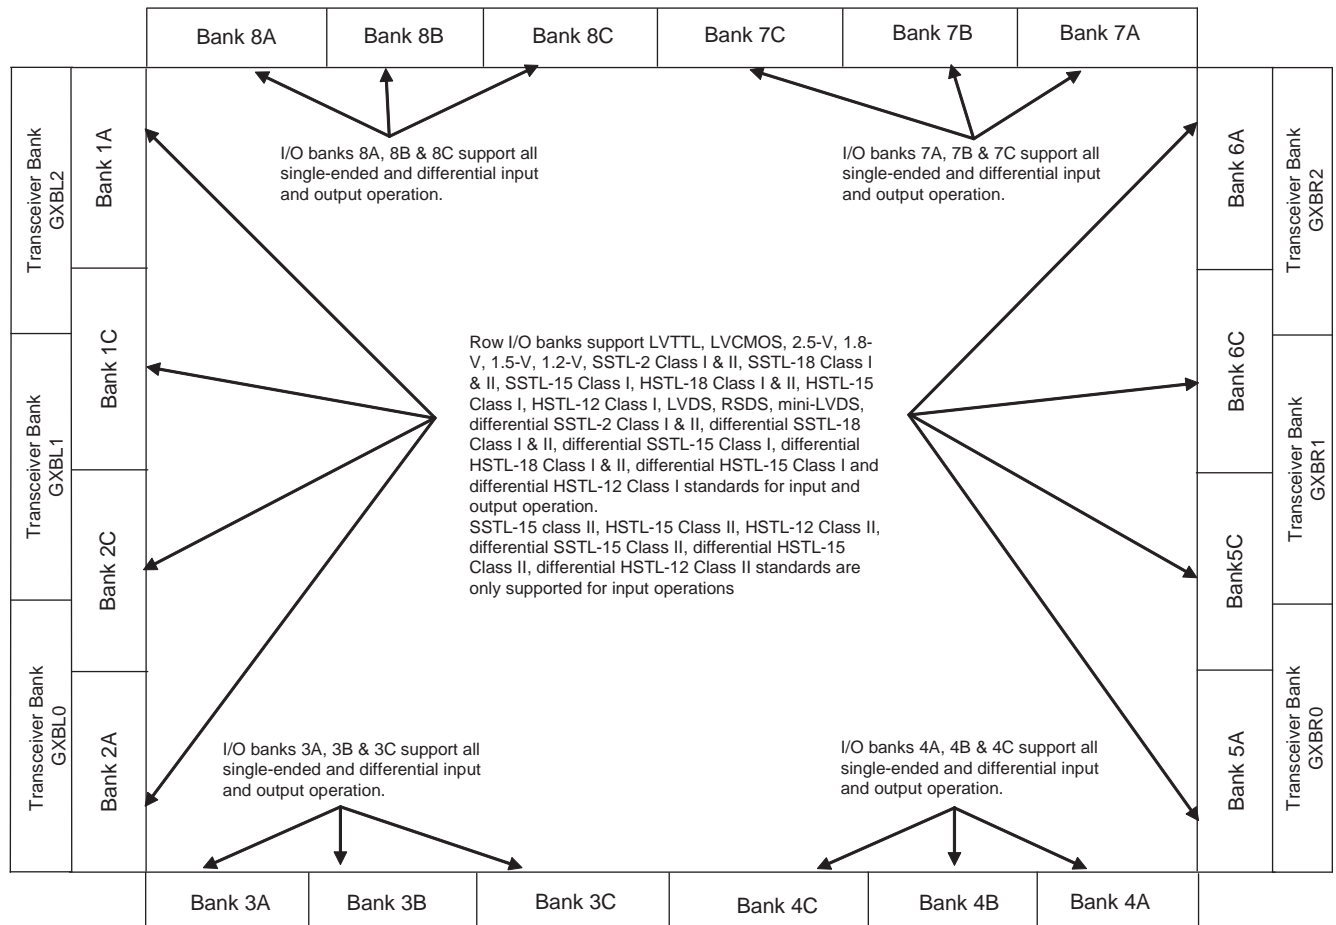 Bank 8A
Bank 8B
Bank 8C
Bank 7C
Bank 7B
Bank 7A
Transceiver Bank
GXBL2
Transceiver Bank
GXBL1
Transceiver Bank
GXBL0
Bank 1A
Bank 1C
Bank 2C
Bank 2A
I/O banks 8A, 8B & 8C support all
single-ended and differential input
and output operation.
I/O banks 7A, 7B & 7C support all
single-ended and differential input
and output operation.
Row I/O banks support LVTTL, LVCMOS, 2.5-V, 1.8-
V, 1.5-V, 1.2-V, SSTL-2 Class I & II, SSTL-18 Class I
& II, SSTL-15 Class I, HSTL-18 Class I & II, HSTL-15
Class I, HSTL-12 Class I, LVDS, RSDS, mini-LVDS,
differential SSTL-2 Class I & II, differential SSTL-18
Class I & II, differential SSTL-15 Class I, differential
HSTL-18 Class I & II, differential HSTL-15 Class I and
differential HSTL-12 Class I standards for input and
output operation.
SSTL-15 class II, HSTL-15 Class II, HSTL-12 Class II,
differential SSTL-15 Class II, differential HSTL-15
Class II, differential HSTL-12 Class II standards are
only supported for input operations
I/O banks 3A, 3B & 3C support all
single-ended and differential input
and output operation.
I/O banks 4A, 4B & 4C support all
single-ended and differential input
and output operation.
Bank 6A
Bank 6C
Bank5C
Bank 5A
Transceiver Bank
GXBR2
Transceiver Bank
GXBR1
Transceiver Bank
GXBR0
Bank 3A
Bank 3B
Bank 3C
Bank 4C
Bank 4B
Bank 4A